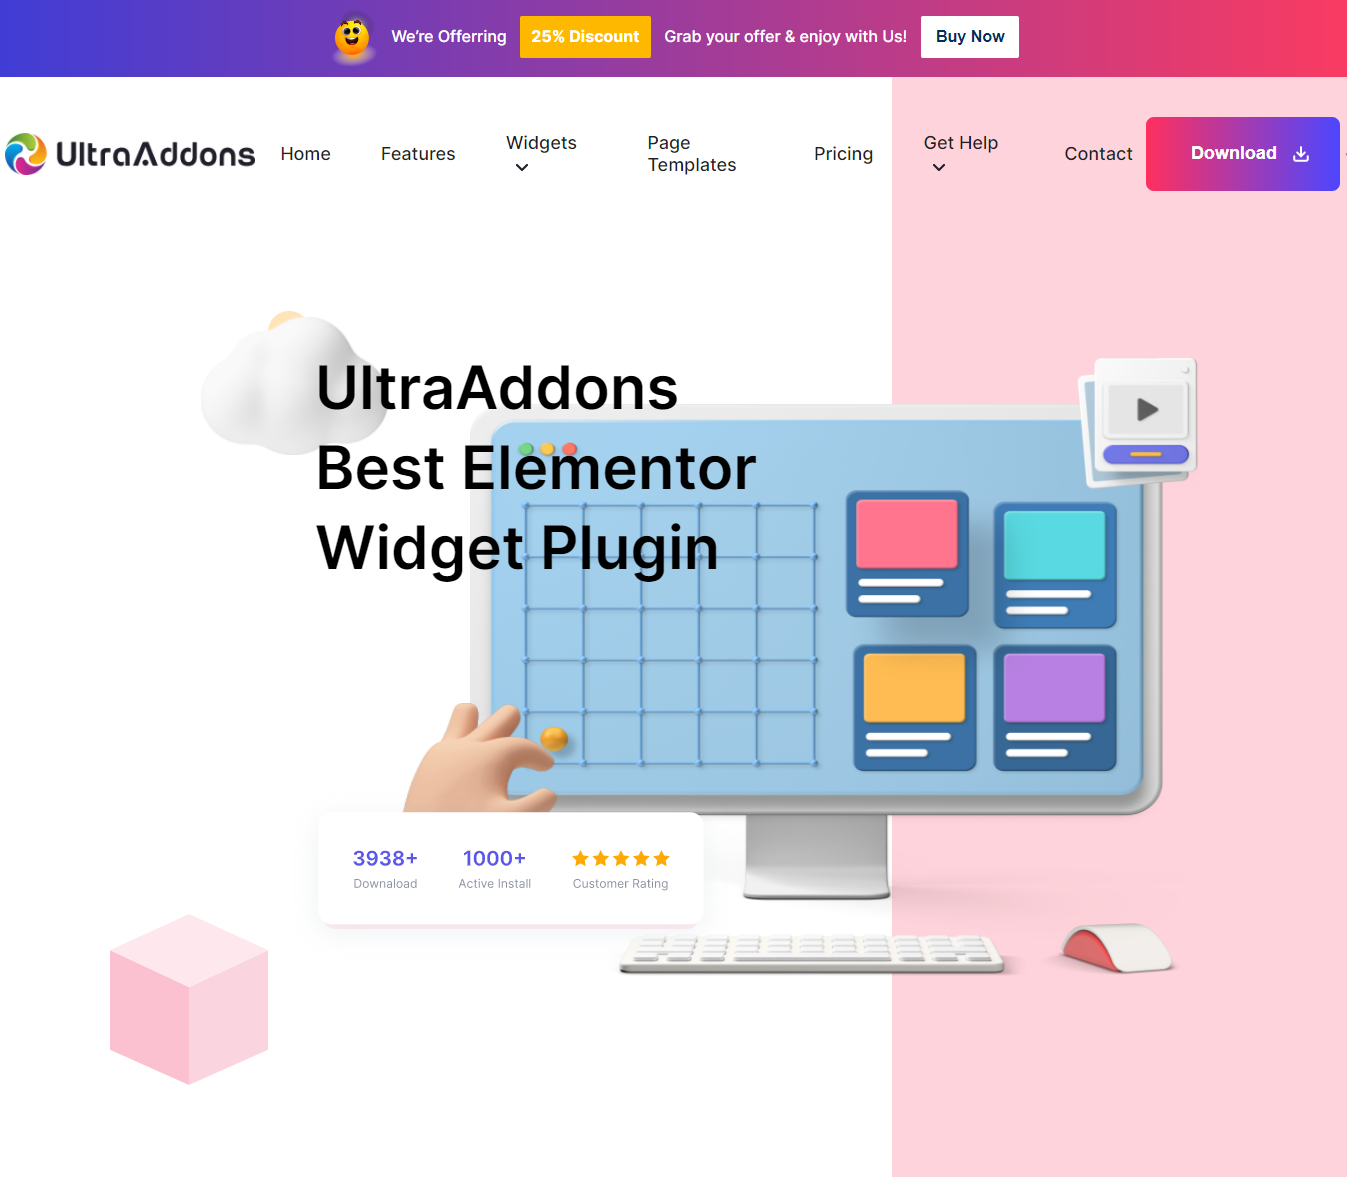 We're Offerring 25% Discount Grab your offer & enjoy with Us! Buy Now
UltraAddons
Home
Features
Widgets
Page
Templates
Pricing
Get Help
Contact
Download
UltraAddons
Best Elementor
Widget Plugin
3938+
Downaload
1000+
Active Install
Customer Rating